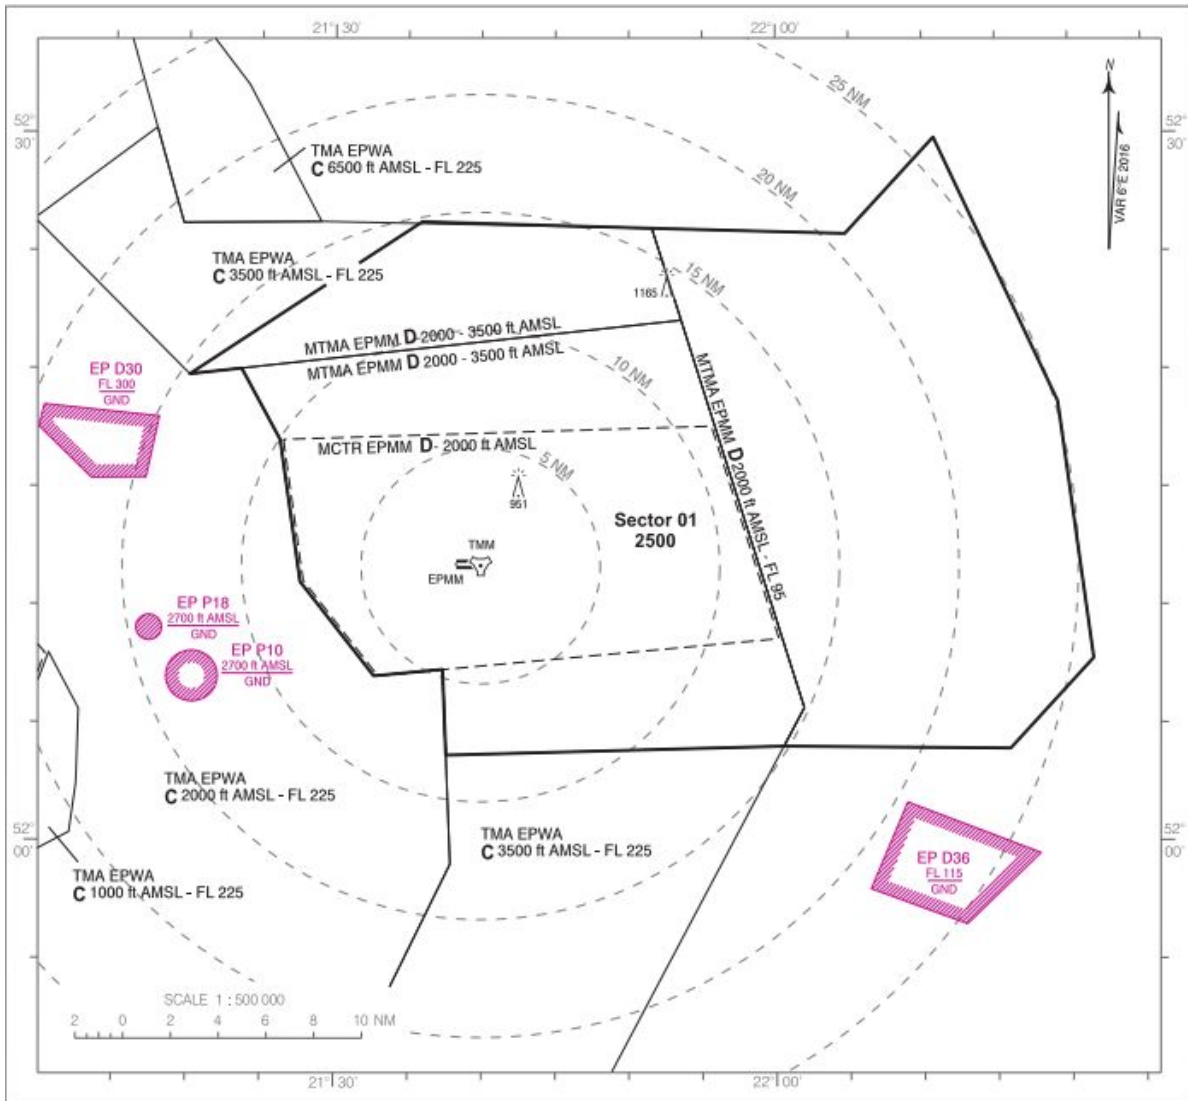 21° 30'
22° 00'
25 NM
N
52°
30'
52°
30'
TMA EPWA
C 6500 ft AMSL - FL 225
20 NM
VAR 6°E 2016
TMA EPWA
C 3500 ft AMSL - FL 225
15 NM
1165
MTMA EPMM D 2000 - 3500 ft AMSL
MTMA EPMM D 2000 - 3500 ft AMSL
EP D30
FL 300
GND
10 NM
MTMA EPMM D 2000 ft AMSL - FL 95
MCTR EPMM D - 2000 ft AMSL
5 NM
951
Sector 01
2500
TMM
EPMM
EP P18
2700 ft AMSL
GND
EP P10
2700 ft AMSL
GND
TMA EPWA
C 2000 ft AMSL - FL 225
52°
00'
TMA EPWA
C 3500 ft AMSL - FL 225
52°
00'
EP D36
FL 115
GND
TMA EPWA
C 1000 ft AMSL - FL 225
SCALE 1 : 500 000
2 0 2 4 6 8 10 NM
21° 30'
22° 00'